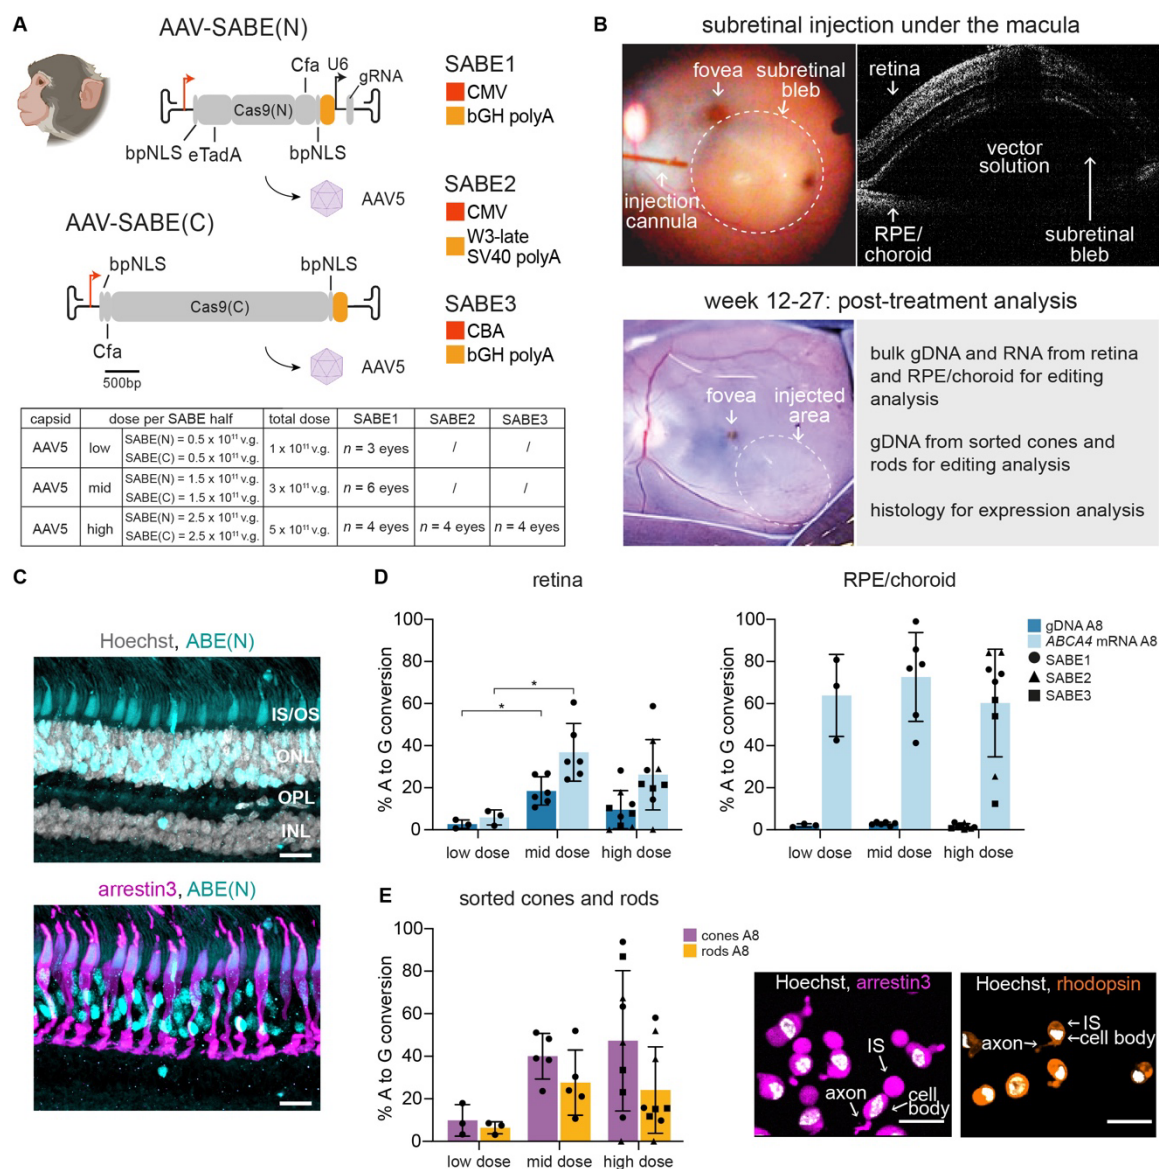 A
AAV-SABE(N)
Cfa
U6
gRNA
Cas9(N)
bpNLS
eTadA
bpNLS
AAV5
AAV-SABE(C)
bpNLS
bpNLS
Cas9(C)
Cfa
500bp
AAV5
SABE1
CMV
bGH polyA
SABE2
CMV
W3-late
SV40 polyA
SABE3
CBA
bGH polyA
capsid dose per SABE half total dose SABE1 SABE2 SABE3
AAV5 low SABE(N) = 0.5 x 10¹¹ v.g. 1 x 10¹¹ v.g. n = 3 eyes / /
SABE(C) = 0.5 x 10¹¹ v.g.
AAV5 mid SABE(N) = 1.5 x 10¹¹ v.g. 3 x 10¹¹ v.g. n = 6 eyes / /
SABE(C) = 1.5 x 10¹¹ v.g.
AAV5 high SABE(N) = 2.5 x 10¹¹ v.g. 5 x 10¹¹ v.g. n = 4 eyes n = 4 eyes n = 4 eyes
SABE(C) = 2.5 x 10¹¹ v.g.
B
subretinal injection under the macula
fovea
subretinal
bleb
injection
cannula
retina
vector
solution
RPE/
choroid
subretinal
bleb
week 12-27: post-treatment analysis
fovea
injected
area
bulk gDNA and RNA from retina
and RPE/choroid for editing
analysis
gDNA from sorted cones and
rods for editing analysis
histology for expression analysis
C
Hoechst, ABE(N)
IS/OS
ONL
OPL
INL
arrestin3, ABE(N)
D
retina
% A to G conversion
100
80
60
40
20
0
* *
low dose mid dose high dose
RPE/choroid
% A to G conversion
100
80
60
40
20
0
low dose mid dose high dose
gDNA A8
ABCA4 mRNA A8
SABE1
SABE2
SABE3
E
sorted cones and rods
% A to G conversion
100
80
60
40
20
0
low dose mid dose high dose
cones A8
rods A8
Hoechst, arrestin3
IS
axon
cell
body
Hoechst, rhodopsin
IS
cell body
axon